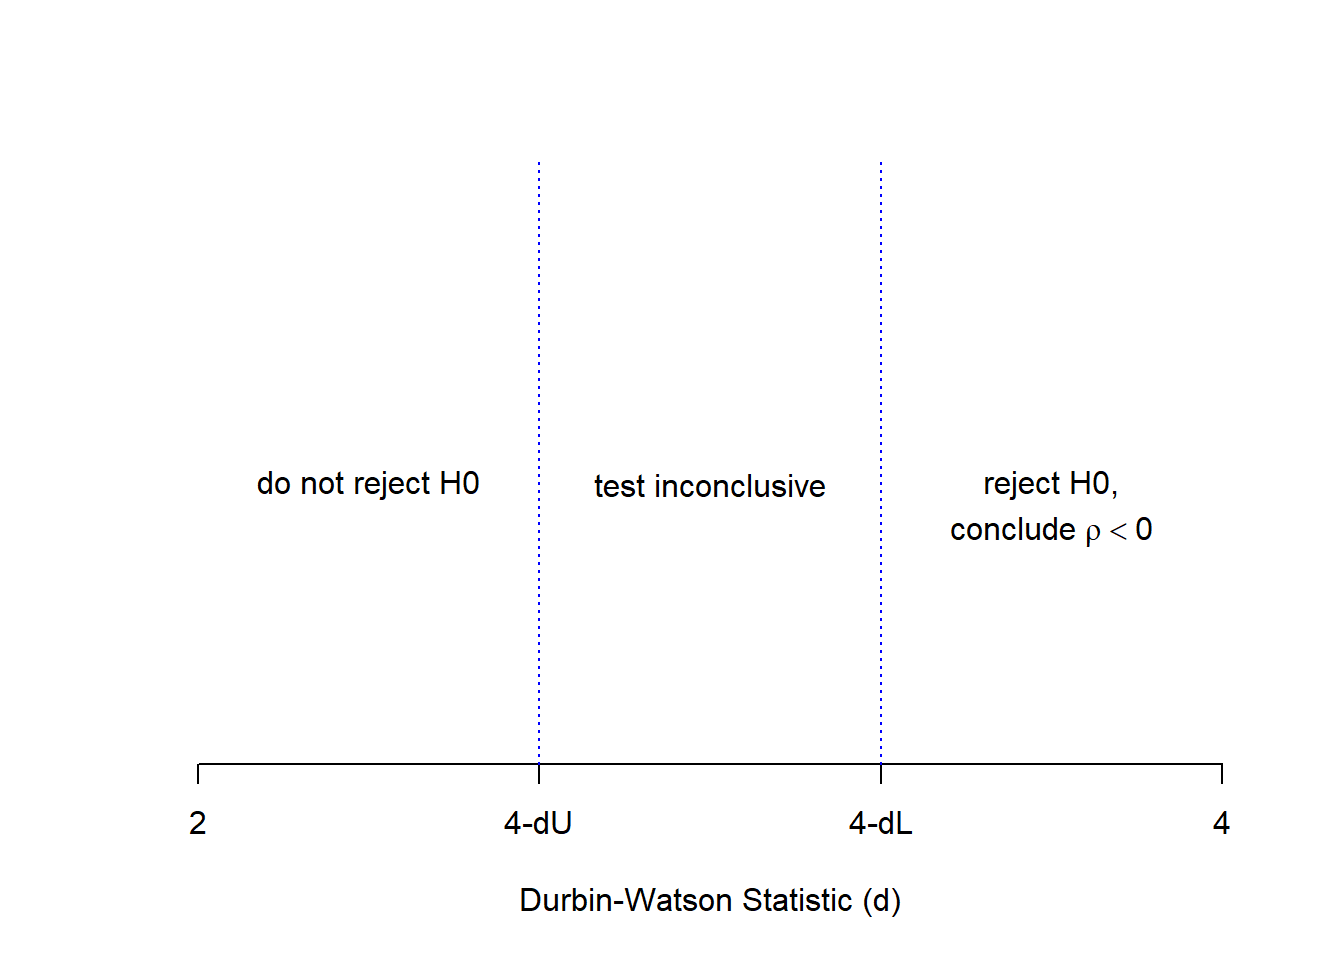 do not reject H0
test inconclusive
reject H0,
conclude ρ < 0
2
4-dU
4-dL
4
Durbin-Watson Statistic (d)